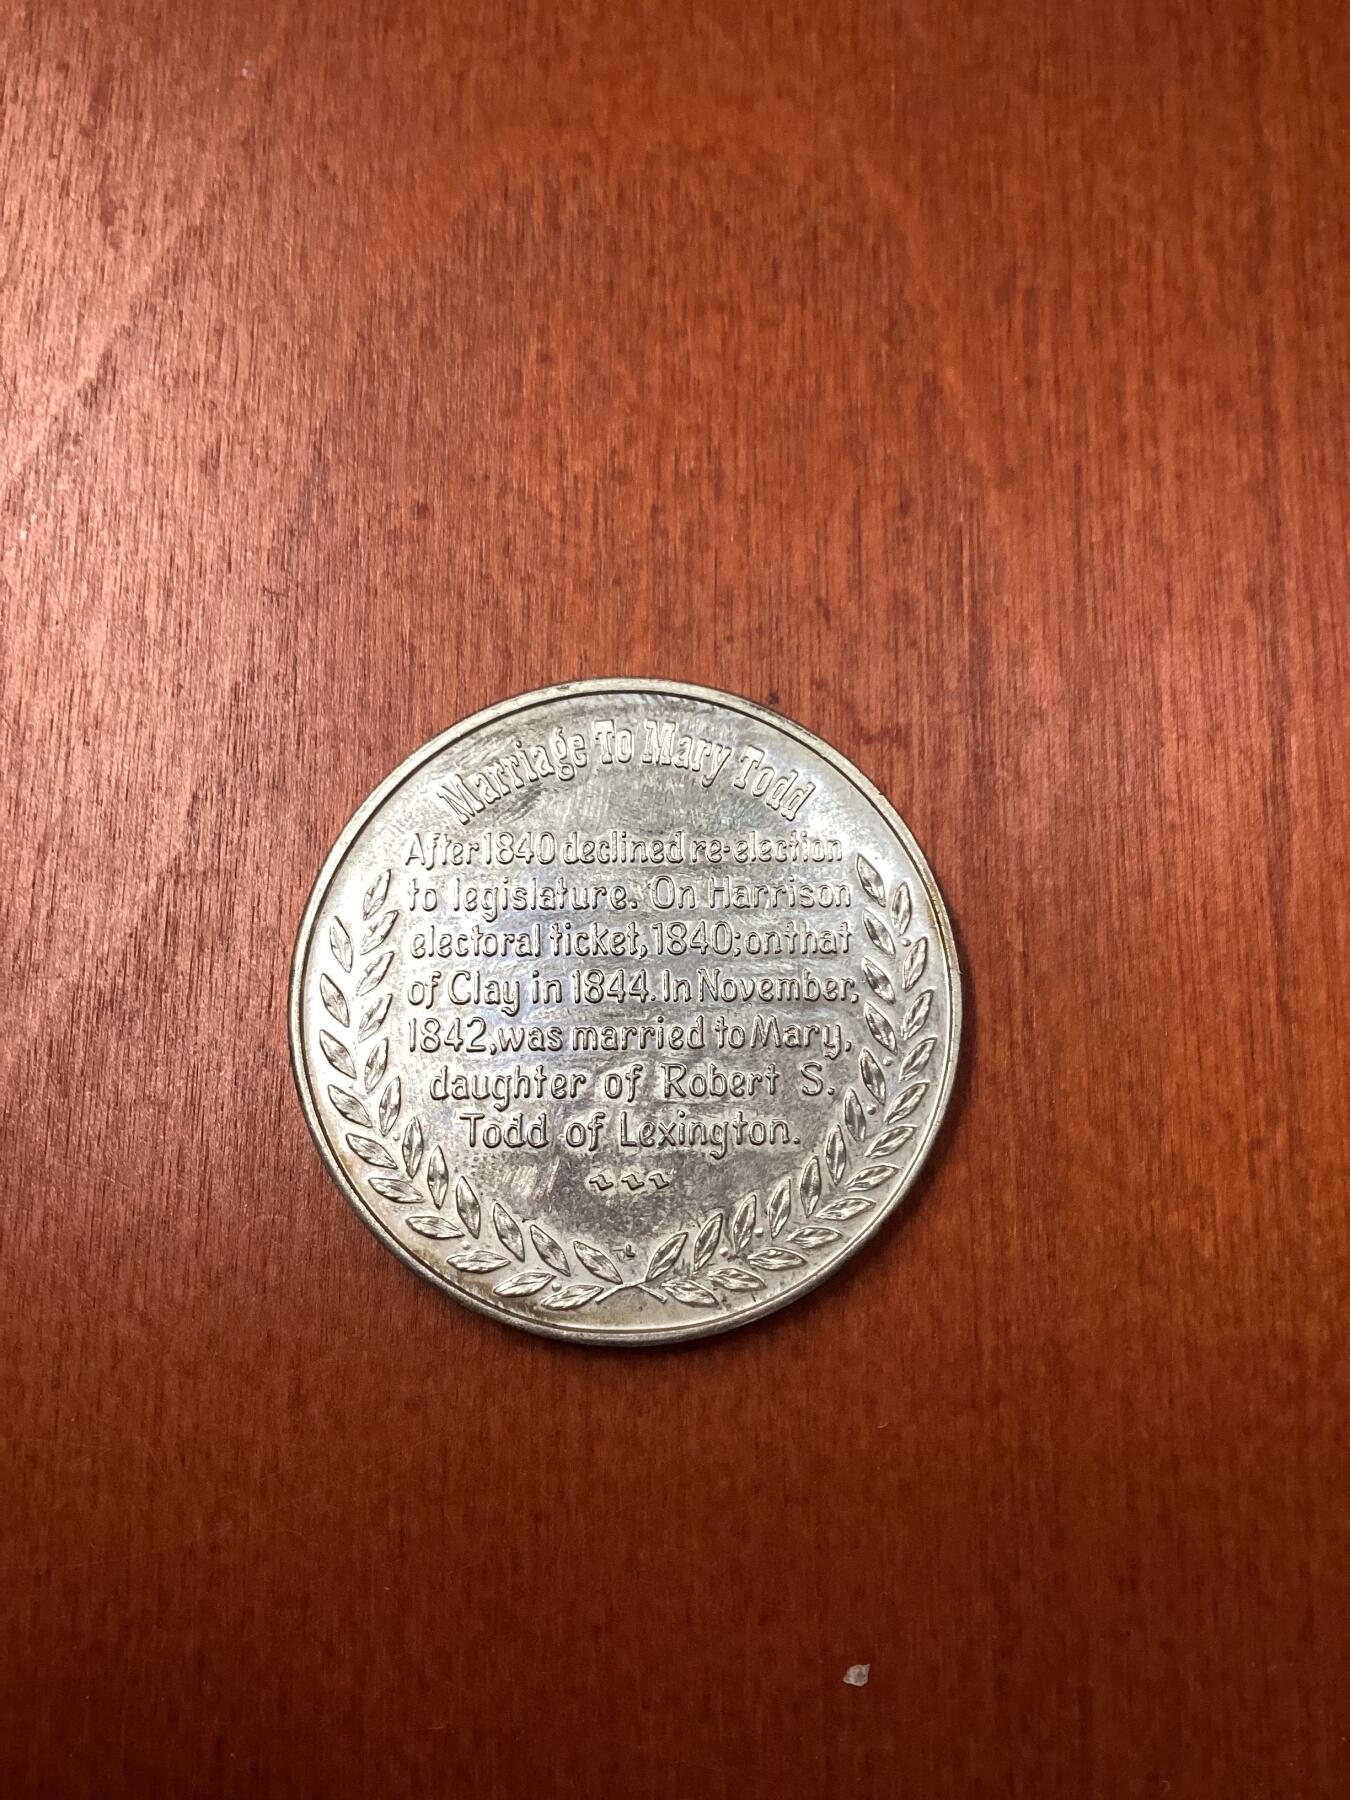 Marriage To Mary Todd
After 1840 declined re-election
to legislature. On Harrison
electoral ticket, 1840; on that
of Clay in 1844. In November,
1842, was married to Mary,
daughter of Robert S.
Todd of Lexington.